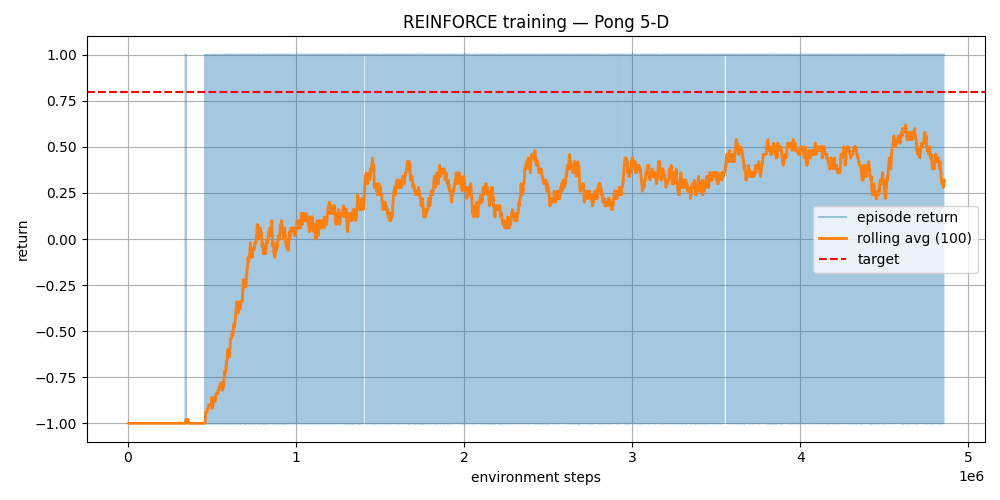 REINFORCE training — Pong 5-D
return
1.00
0.75
0.50
0.25
0.00
−0.25
−0.50
−0.75
−1.00
episode return
rolling avg (100)
target
0
1
2
3
4
5
1e6
environment steps